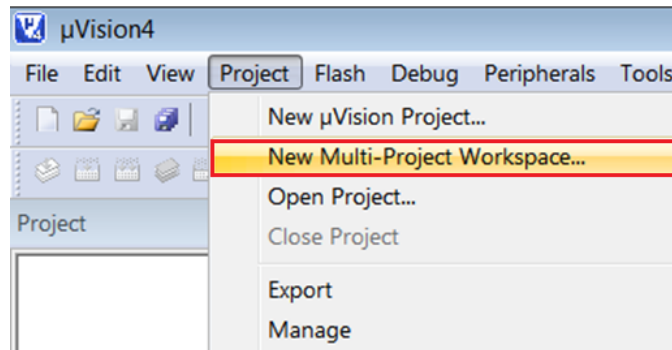 µVision4
File Edit View Project Flash Debug Peripherals Tools
New µVision Project...
New Multi-Project Workspace...
Open Project...
Close Project
Project
Export
Manage